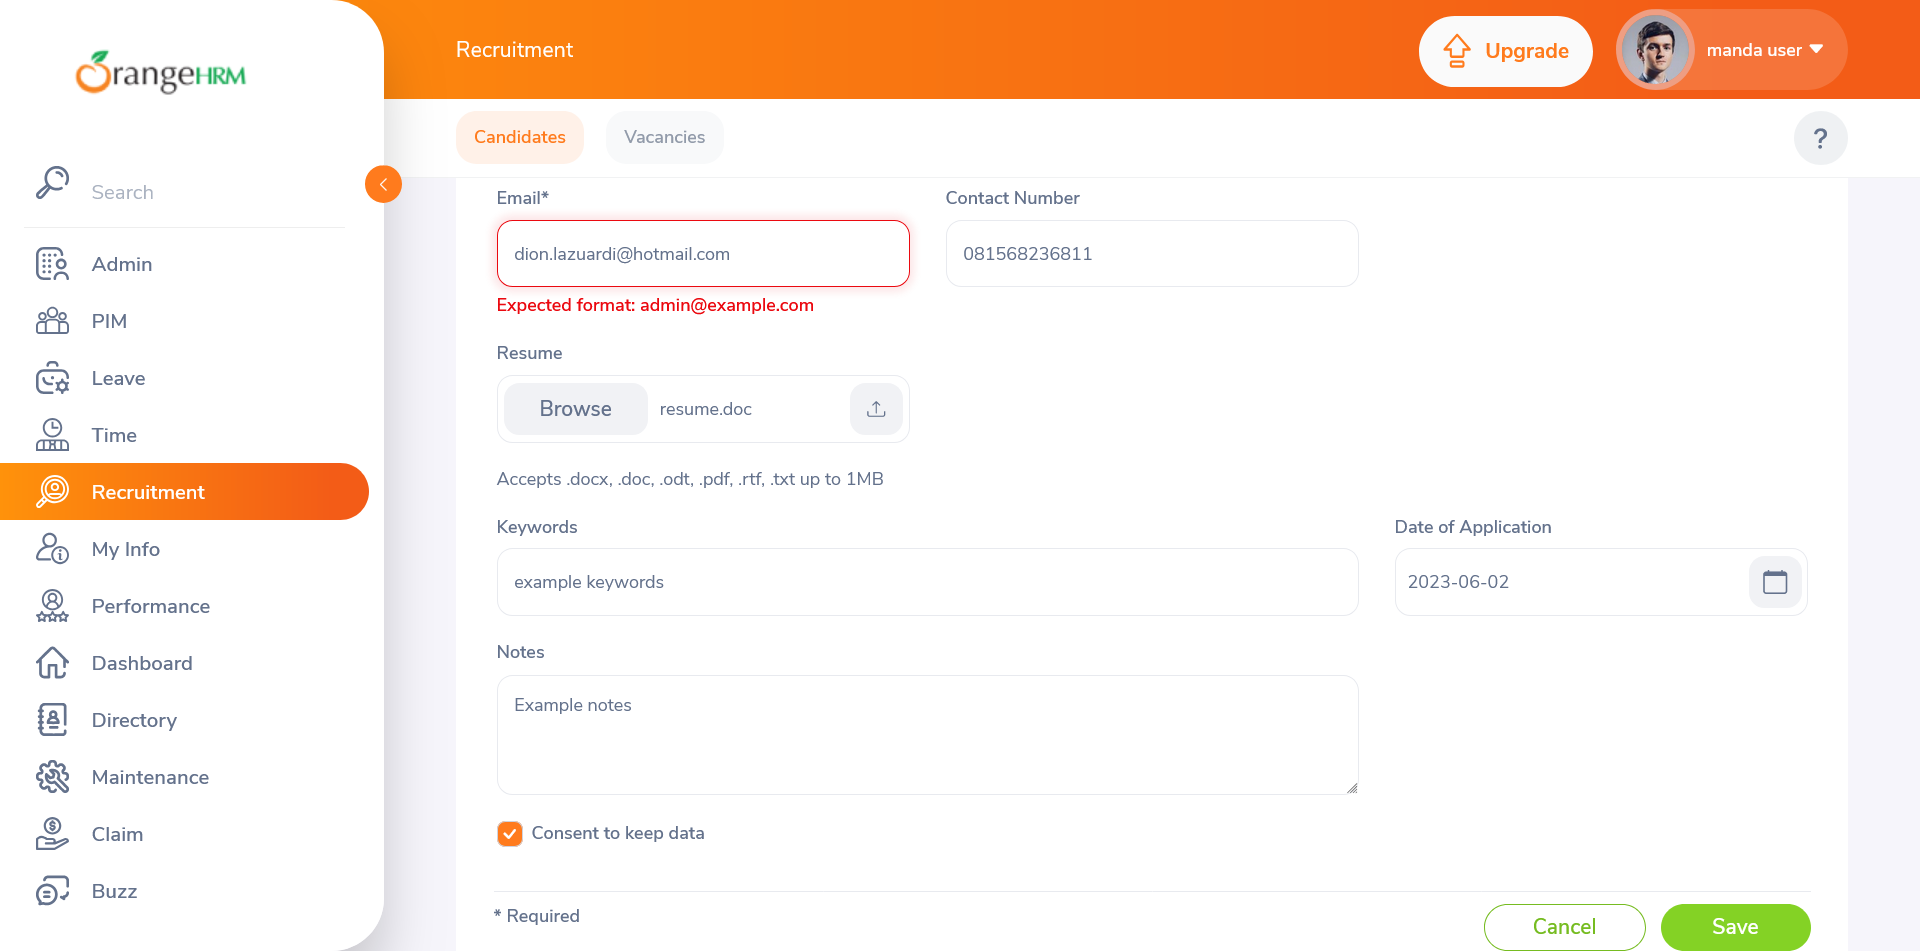 OrangeHRM
Recruitment
Upgrade
manda user
Candidates
Vacancies
?
Search
Admin
PIM
Leave
Time
Recruitment
My Info
Performance
Dashboard
Directory
Maintenance
Claim
Buzz
Email*
Contact Number
dion.lazuardi@hotmail.com
081568236811
Expected format: admin@example.com
Resume
Browse
resume.doc
Accepts .docx, .doc, .odt, .pdf, .rtf, .txt up to 1MB
Keywords
Date of Application
example keywords
2023-06-02
Notes
Example notes
Consent to keep data
* Required
Cancel
Save